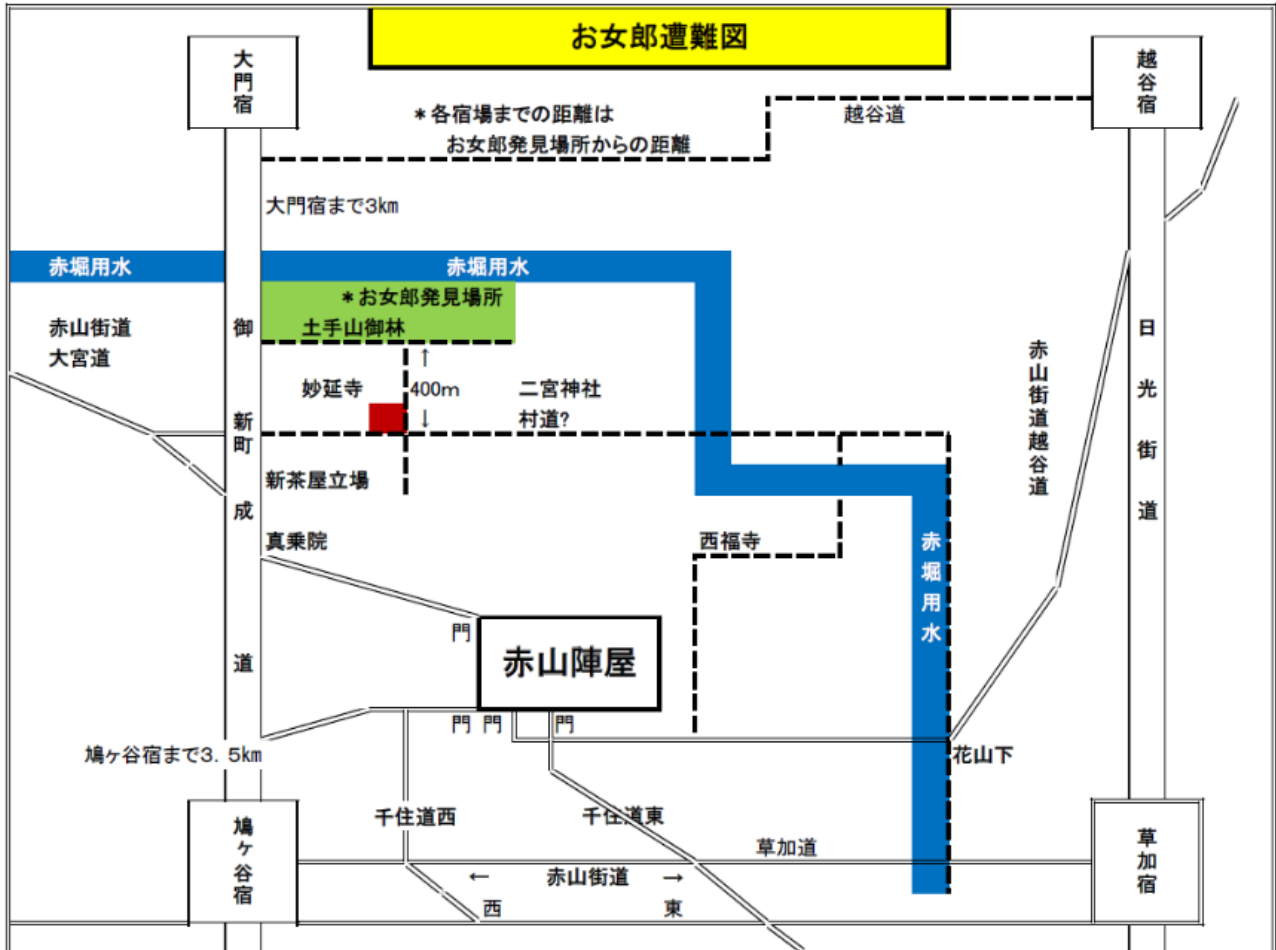 お女郎遭難図
大門宿
越谷宿
*各宿場までの距離は
お女郎発見場所からの距離
越谷道
大門宿まで3km
赤堀用水
赤堀用水
*お女郎発見場所
土手山御林
赤山街道
大宮道
御成道
新町
妙延寺
↑
400m
↓
二宮神社
村道?
新茶屋立場
真乗院
西福寺
赤堀用水
赤山街道越谷道
日光街道
門
赤山陣屋
門
門
門
鳩ヶ谷宿まで3.5km
花山下
千住道西
千住道東
草加道
鳩ヶ谷宿
草加宿
← 赤山街道 →
西
東